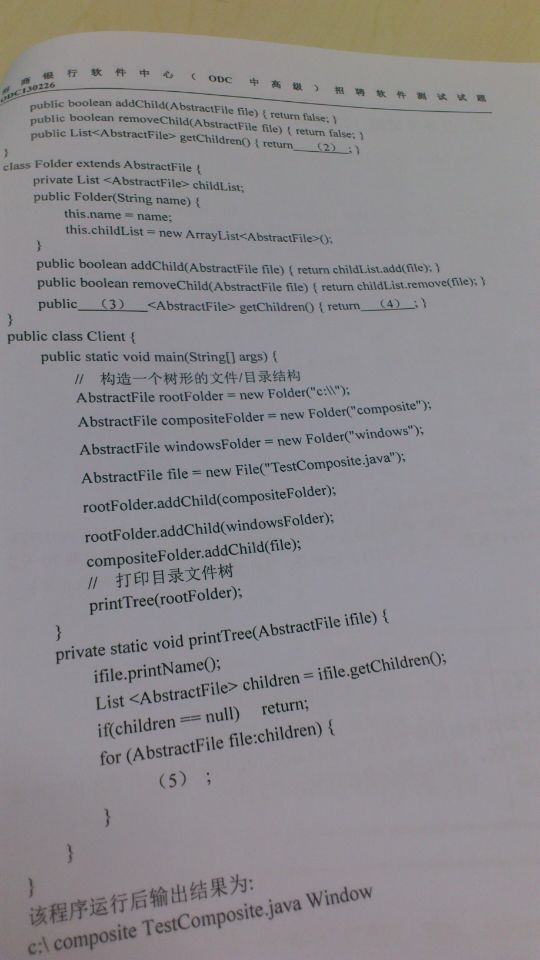 商银行软件中心（ODC 中高级）招聘软件测试试题
ODC130226
public boolean addChild(AbstractFile file) { return false; }
public boolean removeChild(AbstractFile file) { return false; }
public List<AbstractFile> getChildren() { return （2） ; }
}
class Folder extends AbstractFile {
private List <AbstractFile> childList;
public Folder(String name) {
this.name = name;
this.childList = new ArrayList<AbstractFile>();
}
public boolean addChild(AbstractFile file) { return childList.add(file); }
public boolean removeChild(AbstractFile file) { return childList.remove(file); }
public （3） <AbstractFile> getChildren() { return （4） ; }
}
public class Client {
public static void main(String[] args) {
// 构造一个树形的文件/目录结构
AbstractFile rootFolder = new Folder("c:\\");
AbstractFile compositeFolder = new Folder("composite");
AbstractFile windowsFolder = new Folder("windows");
AbstractFile file = new File("TestComposite.java");
rootFolder.addChild(compositeFolder);
rootFolder.addChild(windowsFolder);
compositeFolder.addChild(file);
// 打印目录文件树
printTree(rootFolder);
}
private static void printTree(AbstractFile ifile) {
ifile.printName();
List <AbstractFile> children = ifile.getChildren();
if(children == null) return;
for (AbstractFile file:children) {
（5） ;
}
}
}
该程序运行后输出结果为:
c:\ composite TestComposite.java Window